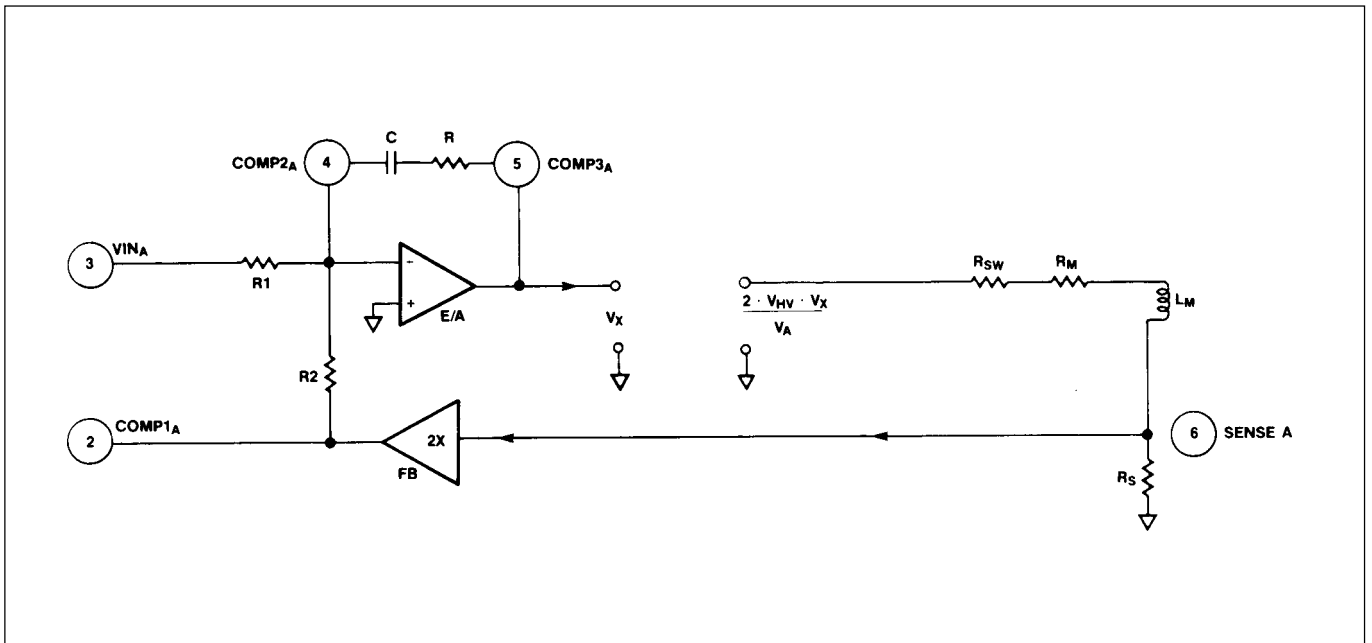 C
R
COMP2A
4
5
COMP3A
3
VINA
R1
−
+
E/A
VX
2 · VHV · VX
VA
RSW
RM
LM
R2
2
COMP1A
2X
FB
6
SENSE A
RS